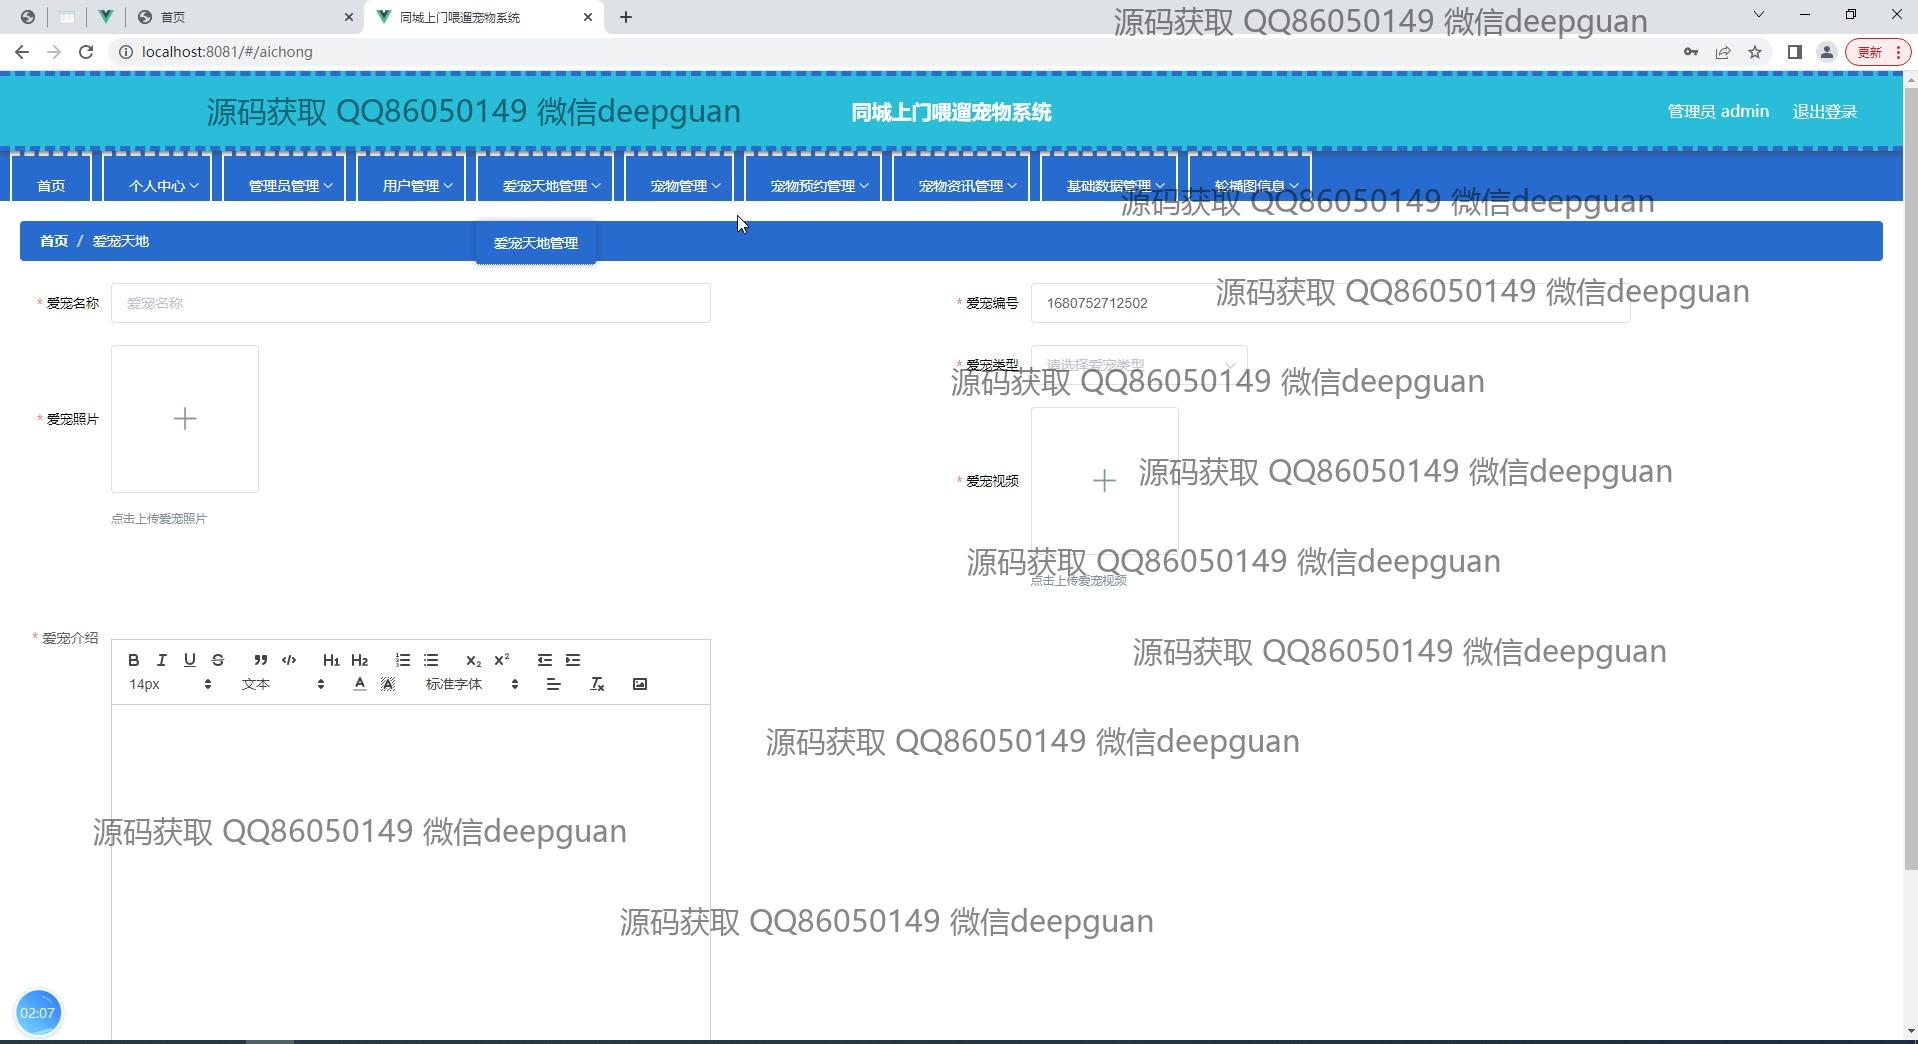 首页
同城上门喂遛宠物系统
源码获取 QQ86050149 微信deepguan
localhost:8081/#/aichong
更新
源码获取 QQ86050149 微信deepguan
同城上门喂遛宠物系统
管理员 admin
退出登录
首页
个人中心
管理员管理
用户管理
爱宠天地管理
宠物管理
宠物预约管理
宠物资讯管理
基础数据管理
轮播图信息
源码获取 QQ86050149 微信deepguan
首页 / 爱宠天地
爱宠天地管理
* 爱宠名称
爱宠名称
* 爱宠编号
1680752712502
源码获取 QQ86050149 微信deepguan
* 爱宠类型
请选择爱宠类型
源码获取 QQ86050149 微信deepguan
* 爱宠照片
点击上传爱宠照片
* 爱宠视频
源码获取 QQ86050149 微信deepguan
源码获取 QQ86050149 微信deepguan
点击上传爱宠视频
* 爱宠介绍
B I U S H1 H2 X2 X2
14px 文本 A A 标准字体
源码获取 QQ86050149 微信deepguan
源码获取 QQ86050149 微信deepguan
源码获取 QQ86050149 微信deepguan
源码获取 QQ86050149 微信deepguan
02:07